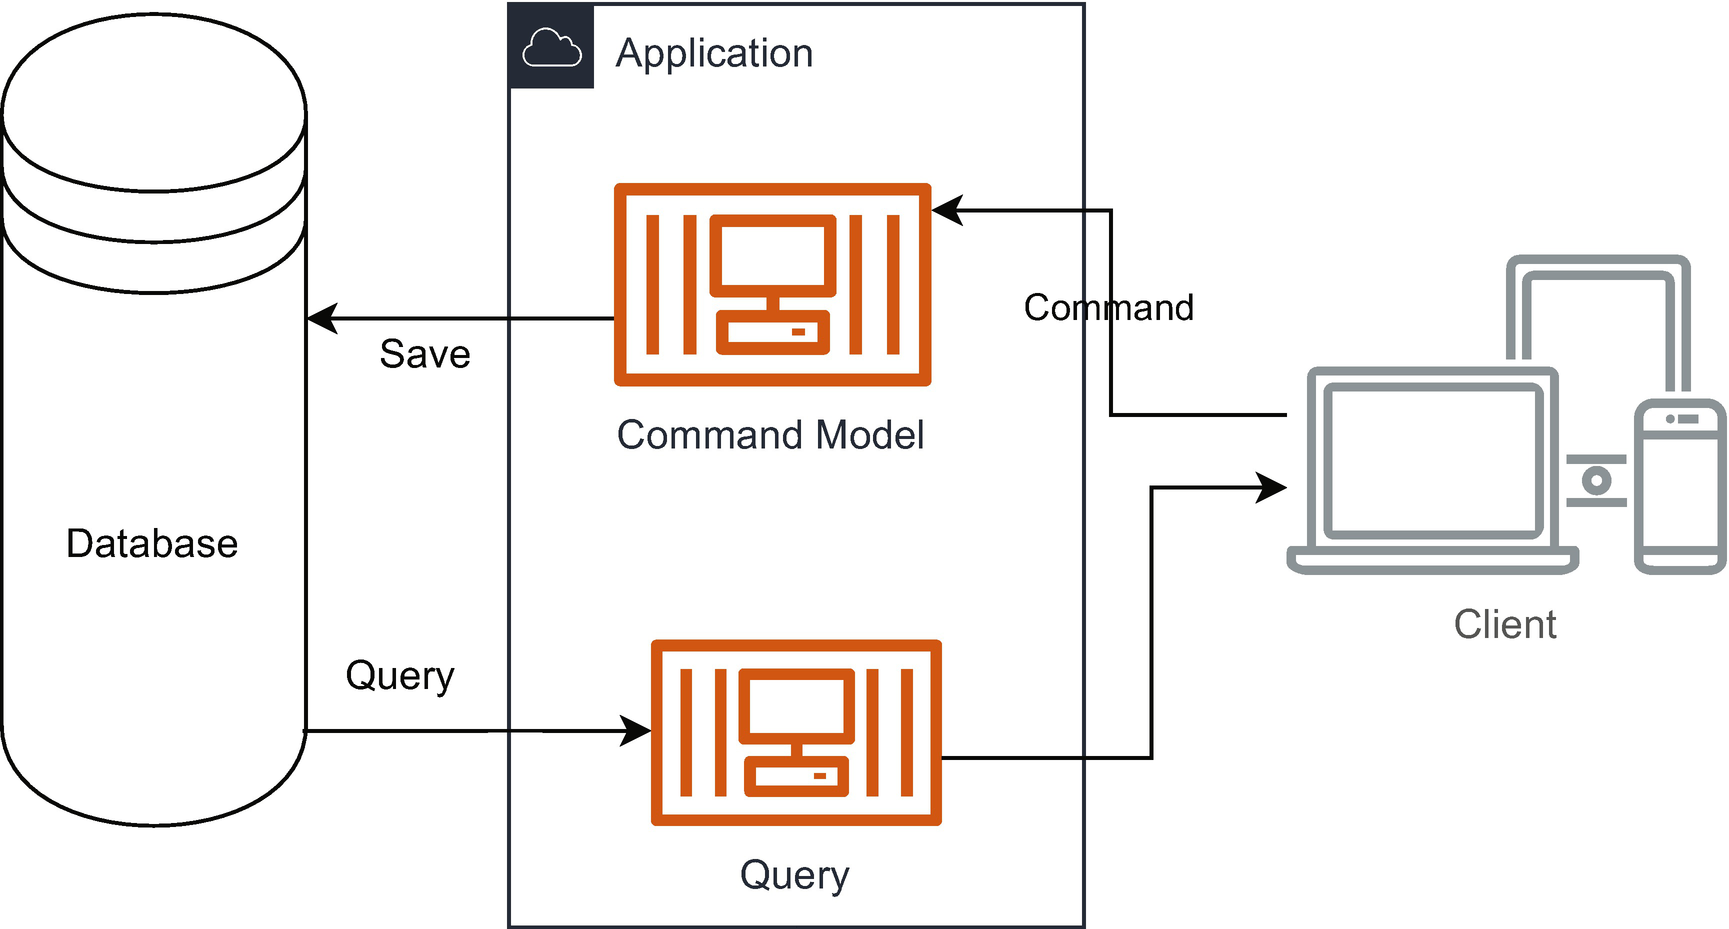 Application
Command
Save
Command Model
Database
Client
Query
Query